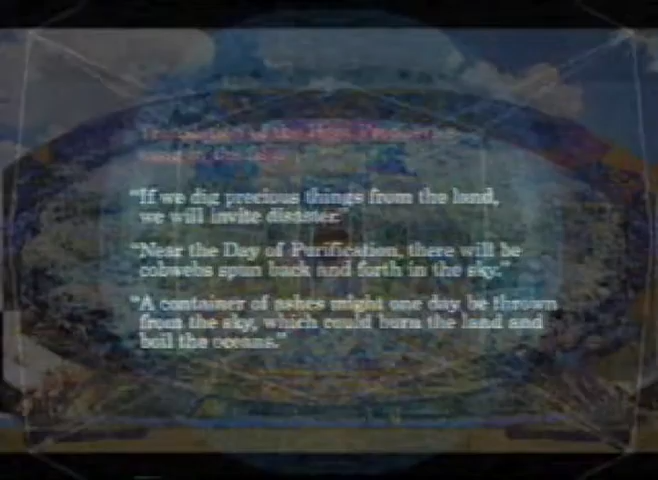 "If we dig precious things from the land,
we will invite disaster."
"Near the Day of Purification, there will be
cobwebs spun back and forth in the sky."
"A container of ashes might one day be thrown
from the sky, which could burn the land and
boil the oceans."